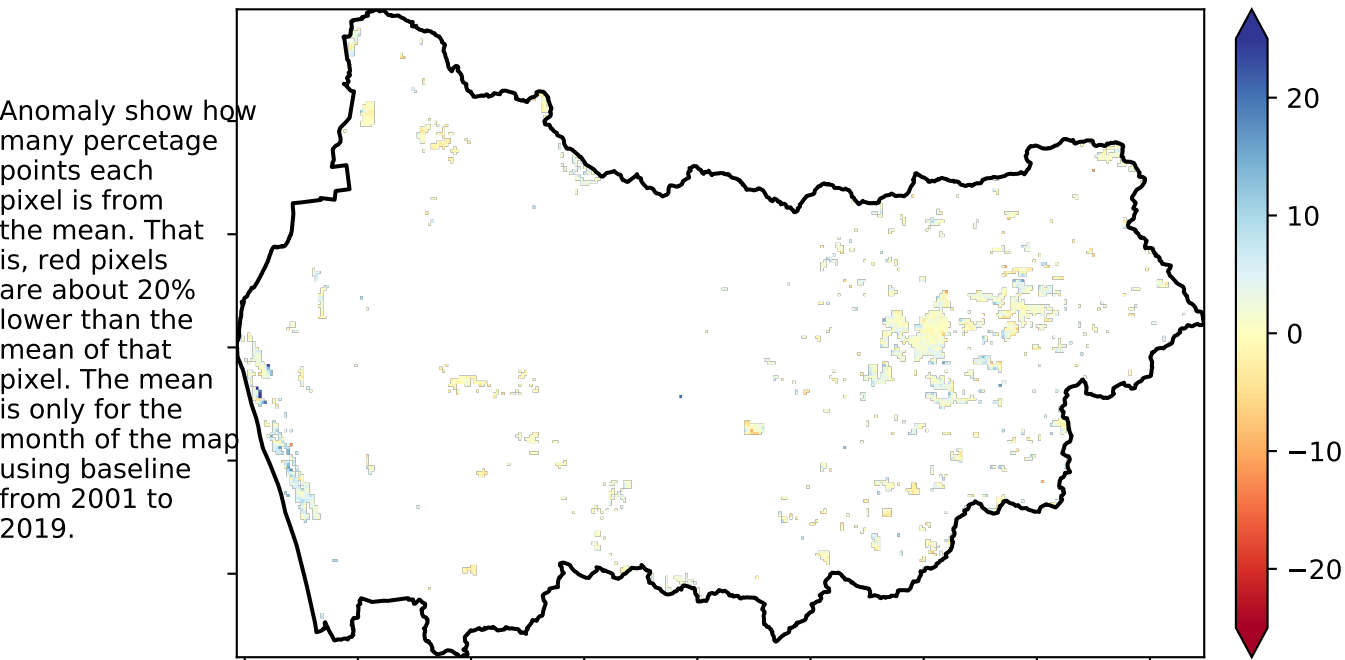 Anomaly show how
many percetage
points each
pixel is from
the mean. That
is, red pixels
are about 20%
lower than the
mean of that
pixel. The mean
is only for the
month of the map
using baseline
from 2001 to
2019.
20
10
0
−10
−20